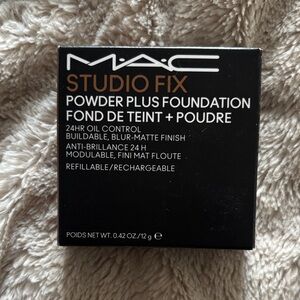 M·A·C
STUDIO FIX
POWDER PLUS FOUNDATION
FOND DE TEINT + POUDRE
24HR OIL CONTROL
BUILDABLE, BLUR-MATTE FINISH
ANTI-BRILLANCE 24 H
MODULABLE, FINI MAT FLOUTE
REFILLABLE/RECHARGEABLE
POIDS NET WT. 0.42 OZ./12 g ℮